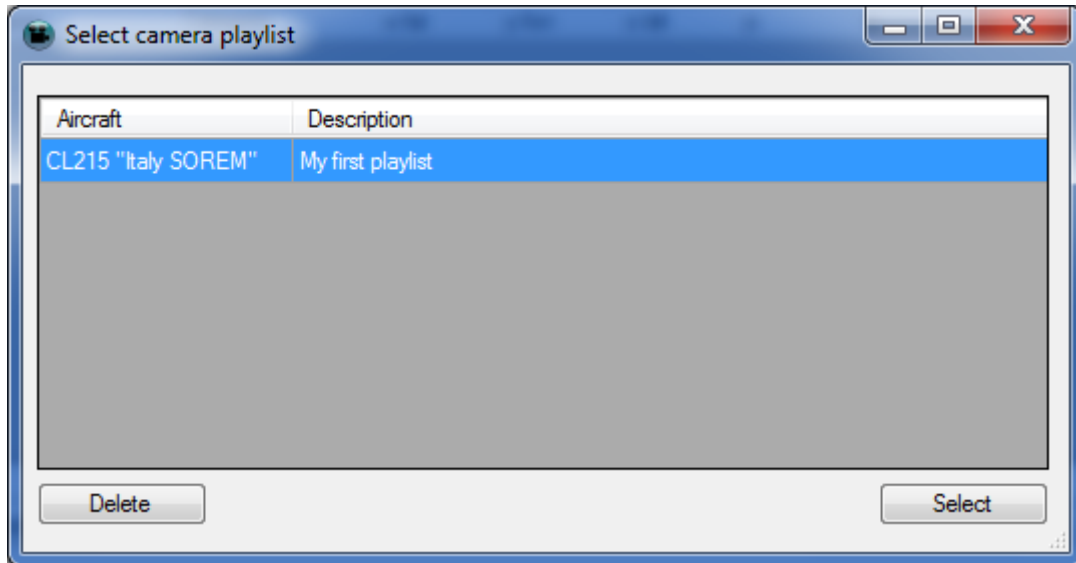 Select camera playlist
Aircraft Description
CL215 "Italy SOREM" My first playlist
Delete Select